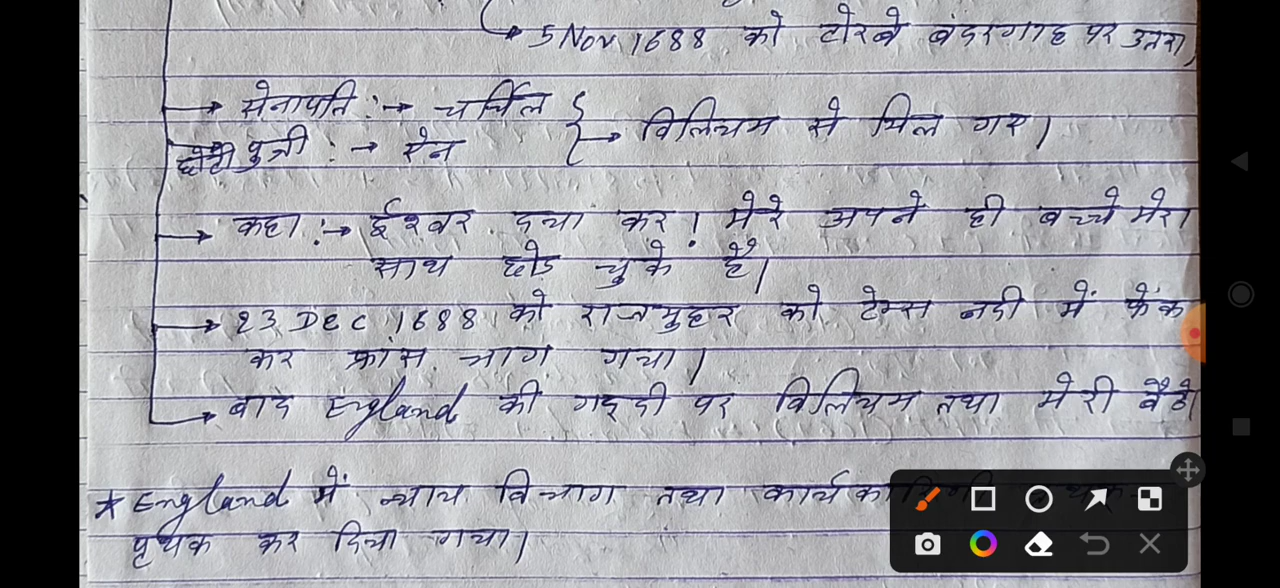 5 Nov 1688 को टोरबे बंदरगाह पर उतरा,
→ सेनापति :→ चर्चिल
→ विलियम से मिल गए।
छोटी पुत्री :→ ऐन
→ कहा :→ ईश्वर दया कर ! मेरे अपने ही बच्चे मेरा
साथ छोड़ चुके हैं।
→ 23 Dec 1688 को राजमुहर को टेम्स नदी में फेंक
कर फ्रांस भाग गया।
→ बाद England की गद्दी पर विलियम तथा मेरी बैठे।
* England में न्याय विभाग तथा
पृथक कर दिया गया।